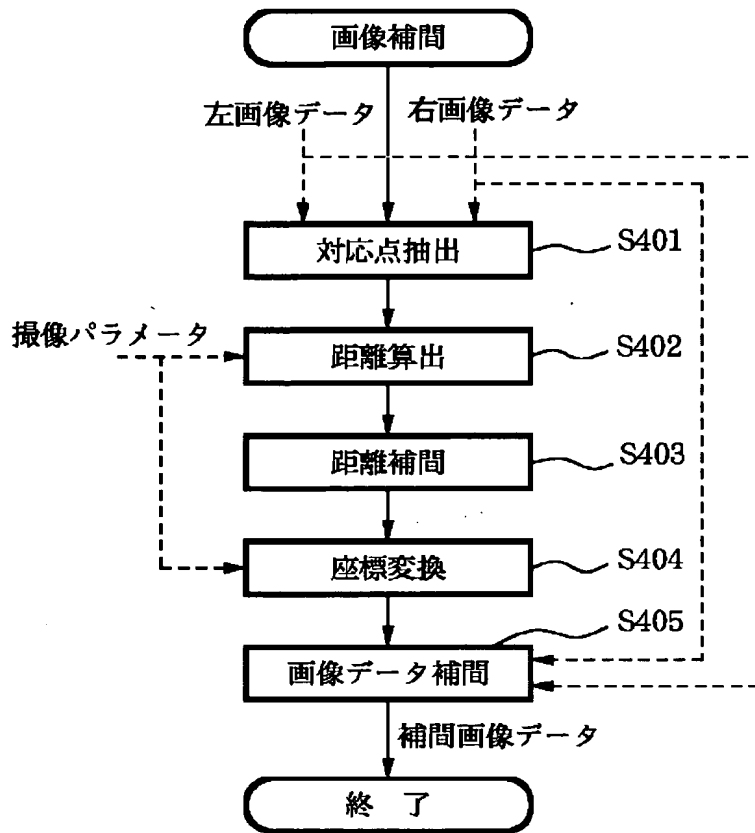 画像補間
左画像データ
右画像データ
対応点抽出
S401
撮像パラメータ
距離算出
S402
距離補間
S403
座標変換
S404
S405
画像データ補間
補間画像データ
終 了